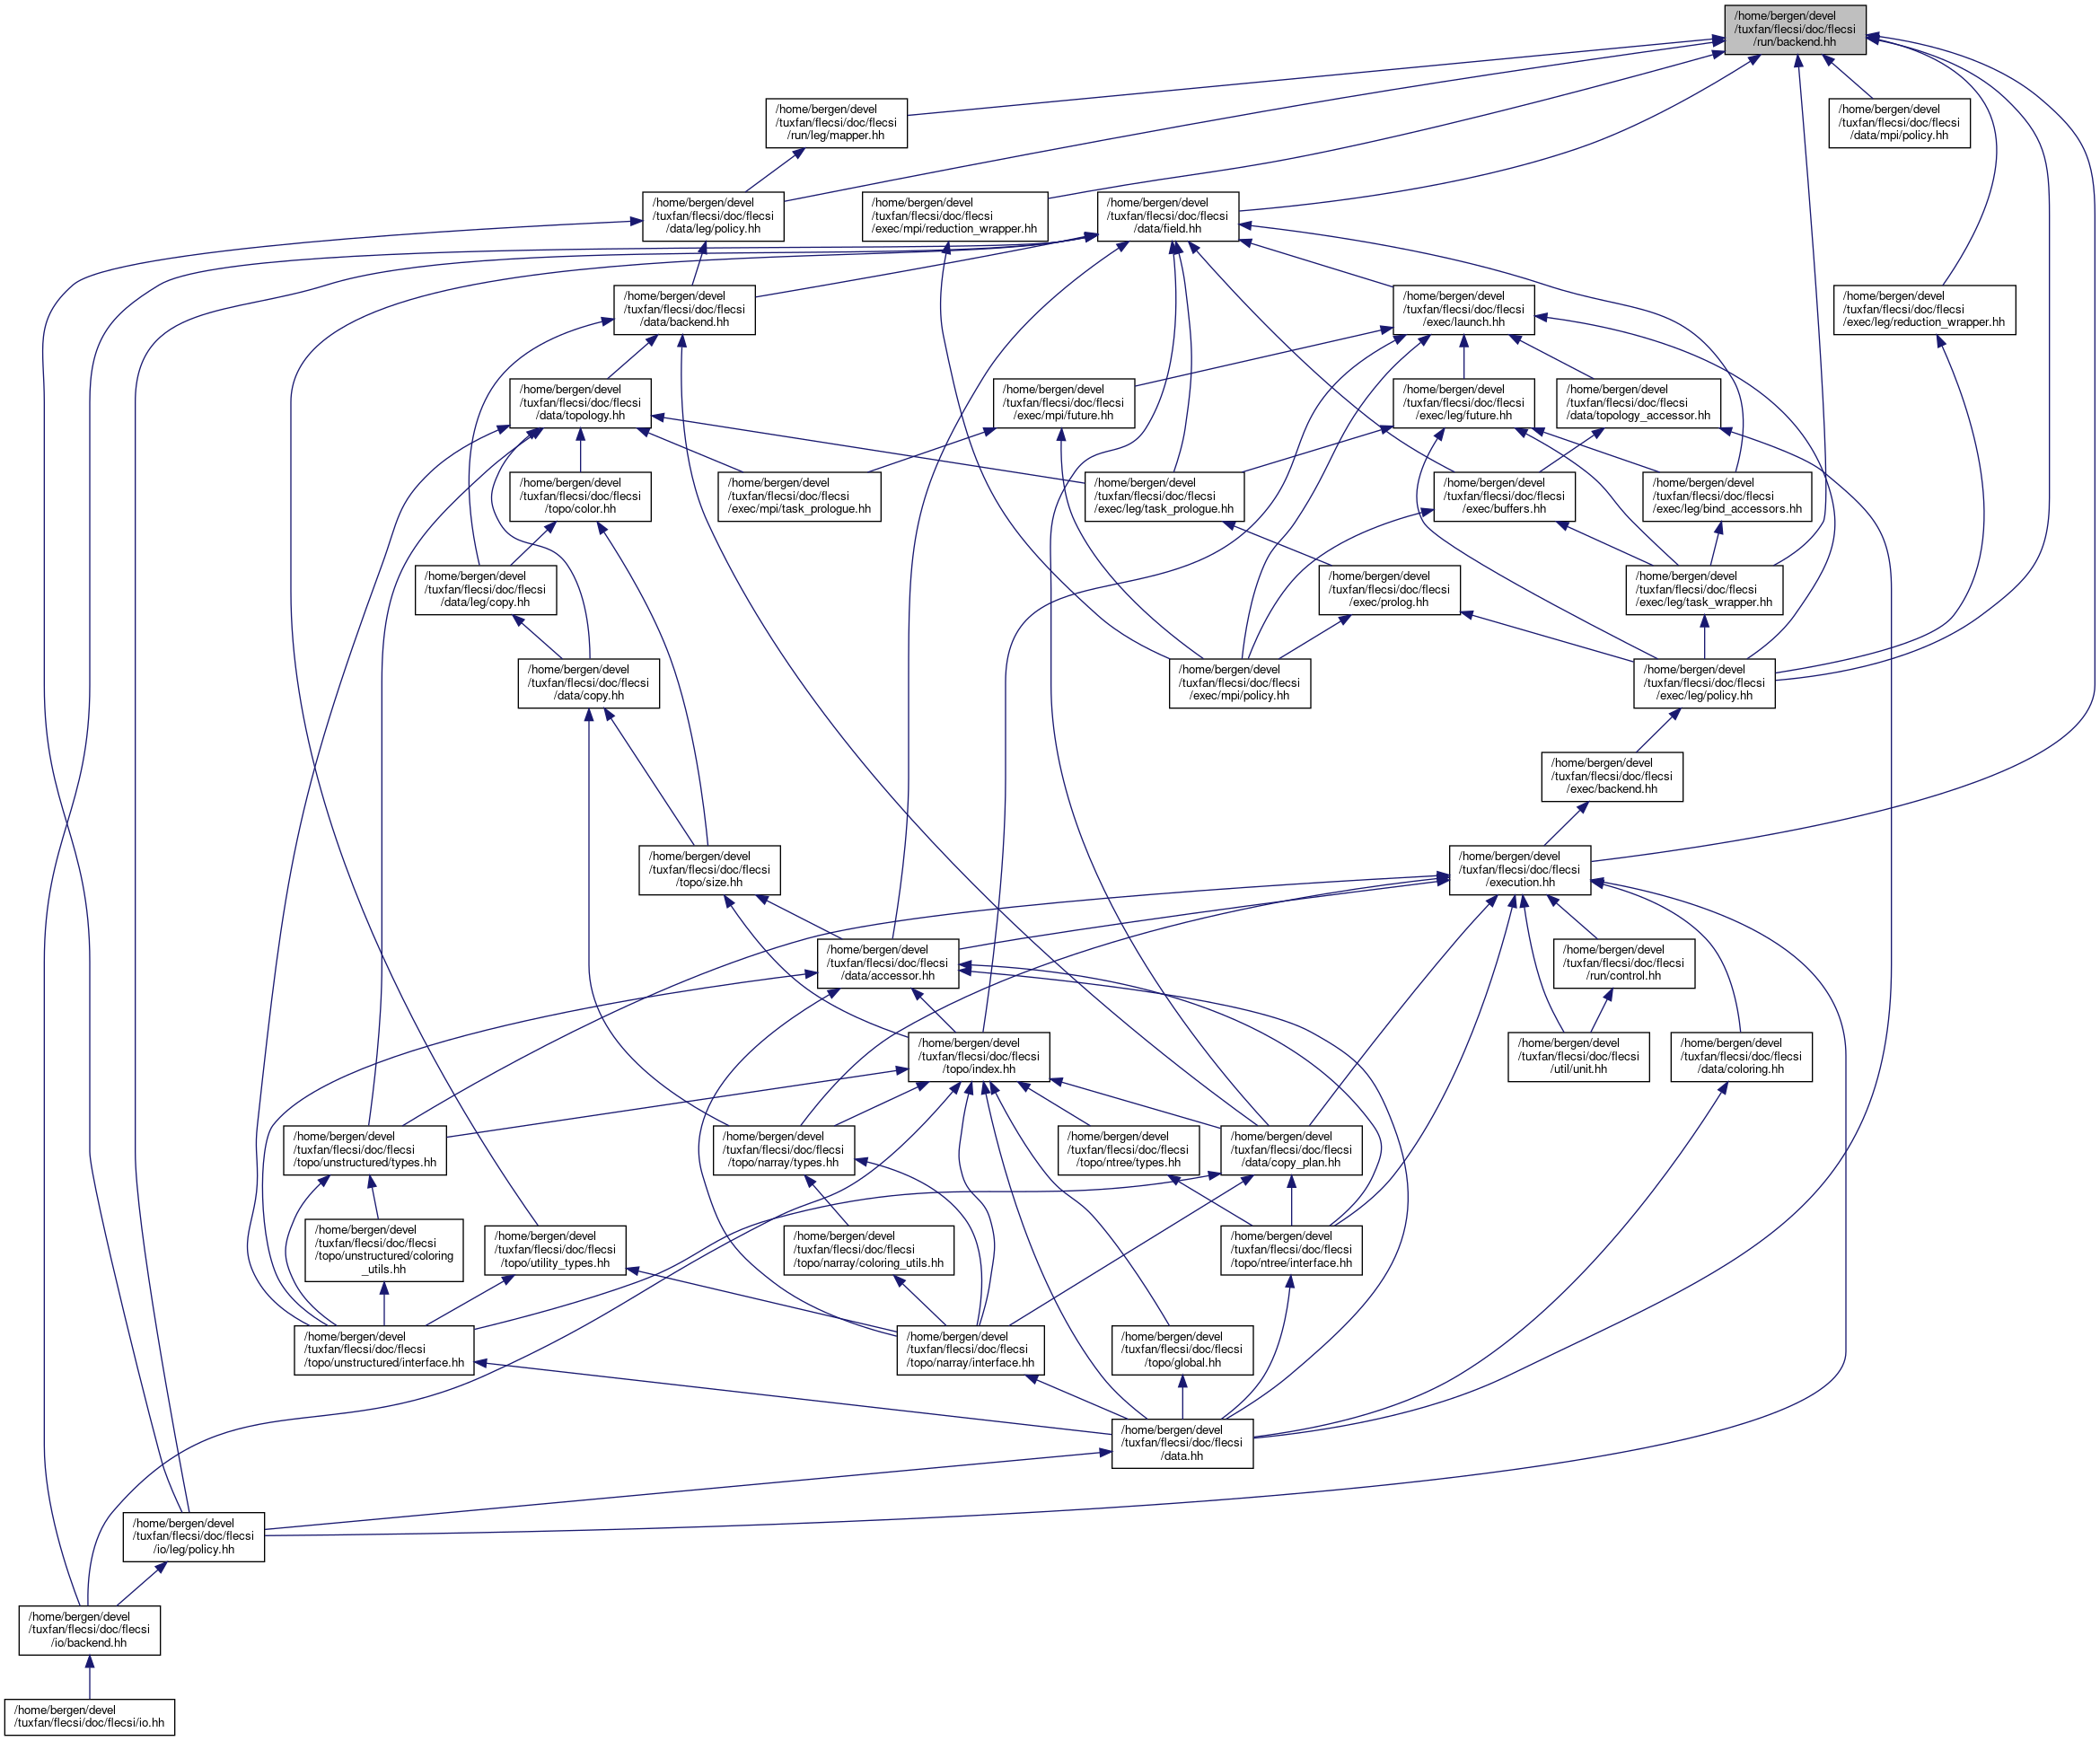 /home/bergen/devel
/tuxfan/flecsi/doc/flecsi
/run/backend.hh
/home/bergen/devel
/tuxfan/flecsi/doc/flecsi
/run/leg/mapper.hh
/home/bergen/devel
/tuxfan/flecsi/doc/flecsi
/data/mpi/policy.hh
/home/bergen/devel
/tuxfan/flecsi/doc/flecsi
/data/leg/policy.hh
/home/bergen/devel
/tuxfan/flecsi/doc/flecsi
/exec/mpi/reduction_wrapper.hh
/home/bergen/devel
/tuxfan/flecsi/doc/flecsi
/data/field.hh
/home/bergen/devel
/tuxfan/flecsi/doc/flecsi
/data/backend.hh
/home/bergen/devel
/tuxfan/flecsi/doc/flecsi
/exec/launch.hh
/home/bergen/devel
/tuxfan/flecsi/doc/flecsi
/exec/leg/reduction_wrapper.hh
/home/bergen/devel
/tuxfan/flecsi/doc/flecsi
/data/topology.hh
/home/bergen/devel
/tuxfan/flecsi/doc/flecsi
/exec/mpi/future.hh
/home/bergen/devel
/tuxfan/flecsi/doc/flecsi
/exec/leg/future.hh
/home/bergen/devel
/tuxfan/flecsi/doc/flecsi
/data/topology_accessor.hh
/home/bergen/devel
/tuxfan/flecsi/doc/flecsi
/topo/color.hh
/home/bergen/devel
/tuxfan/flecsi/doc/flecsi
/exec/mpi/task_prologue.hh
/home/bergen/devel
/tuxfan/flecsi/doc/flecsi
/exec/leg/task_prologue.hh
/home/bergen/devel
/tuxfan/flecsi/doc/flecsi
/exec/buffers.hh
/home/bergen/devel
/tuxfan/flecsi/doc/flecsi
/exec/leg/bind_accessors.hh
/home/bergen/devel
/tuxfan/flecsi/doc/flecsi
/data/leg/copy.hh
/home/bergen/devel
/tuxfan/flecsi/doc/flecsi
/exec/prolog.hh
/home/bergen/devel
/tuxfan/flecsi/doc/flecsi
/exec/leg/task_wrapper.hh
/home/bergen/devel
/tuxfan/flecsi/doc/flecsi
/data/copy.hh
/home/bergen/devel
/tuxfan/flecsi/doc/flecsi
/exec/mpi/policy.hh
/home/bergen/devel
/tuxfan/flecsi/doc/flecsi
/exec/leg/policy.hh
/home/bergen/devel
/tuxfan/flecsi/doc/flecsi
/exec/backend.hh
/home/bergen/devel
/tuxfan/flecsi/doc/flecsi
/topo/size.hh
/home/bergen/devel
/tuxfan/flecsi/doc/flecsi
/execution.hh
/home/bergen/devel
/tuxfan/flecsi/doc/flecsi
/data/accessor.hh
/home/bergen/devel
/tuxfan/flecsi/doc/flecsi
/run/control.hh
/home/bergen/devel
/tuxfan/flecsi/doc/flecsi
/topo/index.hh
/home/bergen/devel
/tuxfan/flecsi/doc/flecsi
/util/unit.hh
/home/bergen/devel
/tuxfan/flecsi/doc/flecsi
/data/coloring.hh
/home/bergen/devel
/tuxfan/flecsi/doc/flecsi
/topo/unstructured/types.hh
/home/bergen/devel
/tuxfan/flecsi/doc/flecsi
/topo/narray/types.hh
/home/bergen/devel
/tuxfan/flecsi/doc/flecsi
/topo/ntree/types.hh
/home/bergen/devel
/tuxfan/flecsi/doc/flecsi
/data/copy_plan.hh
/home/bergen/devel
/tuxfan/flecsi/doc/flecsi
/topo/unstructured/coloring
_utils.hh
/home/bergen/devel
/tuxfan/flecsi/doc/flecsi
/topo/utility_types.hh
/home/bergen/devel
/tuxfan/flecsi/doc/flecsi
/topo/narray/coloring_utils.hh
/home/bergen/devel
/tuxfan/flecsi/doc/flecsi
/topo/ntree/interface.hh
/home/bergen/devel
/tuxfan/flecsi/doc/flecsi
/topo/unstructured/interface.hh
/home/bergen/devel
/tuxfan/flecsi/doc/flecsi
/topo/narray/interface.hh
/home/bergen/devel
/tuxfan/flecsi/doc/flecsi
/topo/global.hh
/home/bergen/devel
/tuxfan/flecsi/doc/flecsi
/data.hh
/home/bergen/devel
/tuxfan/flecsi/doc/flecsi
/io/leg/policy.hh
/home/bergen/devel
/tuxfan/flecsi/doc/flecsi
/io/backend.hh
/home/bergen/devel
/tuxfan/flecsi/doc/flecsi/io.hh